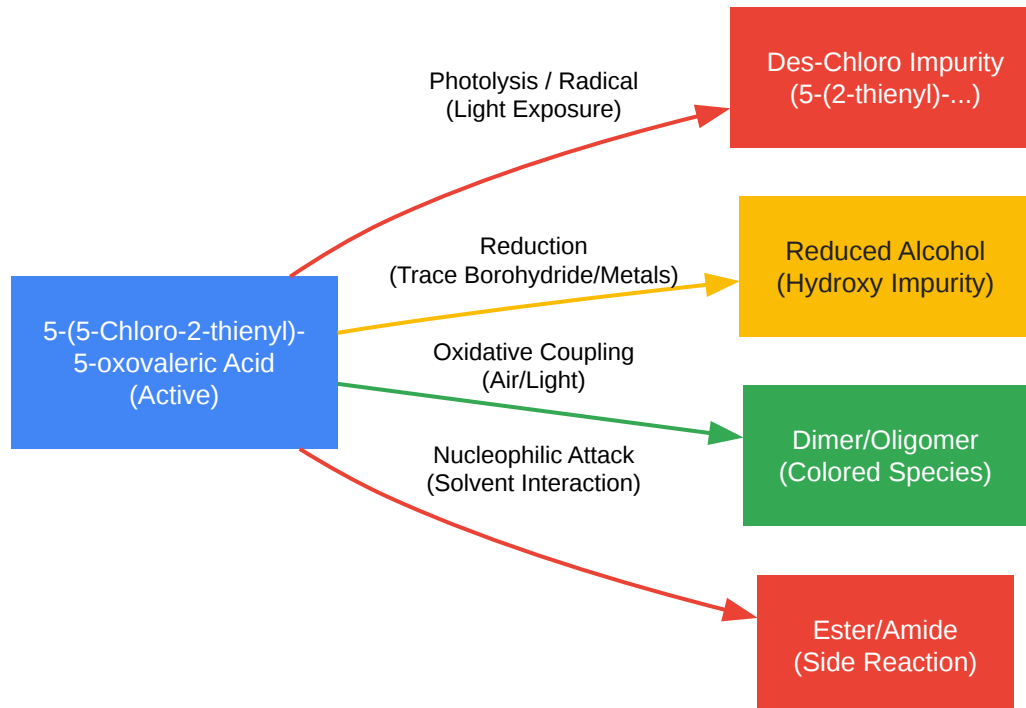 Des-Chloro Impurity
(5-(2-thienyl)-...)
Photolysis / Radical
(Light Exposure)
Reduction
(Trace Borohydride/Metals)
Reduced Alcohol
(Hydroxy Impurity)
5-(5-Chloro-2-thienyl)-
5-oxovaleric Acid
(Active)
Oxidative Coupling
(Air/Light)
Dimer/Oligomer
(Colored Species)
Nucleophilic Attack
(Solvent Interaction)
Ester/Amide
(Side Reaction)